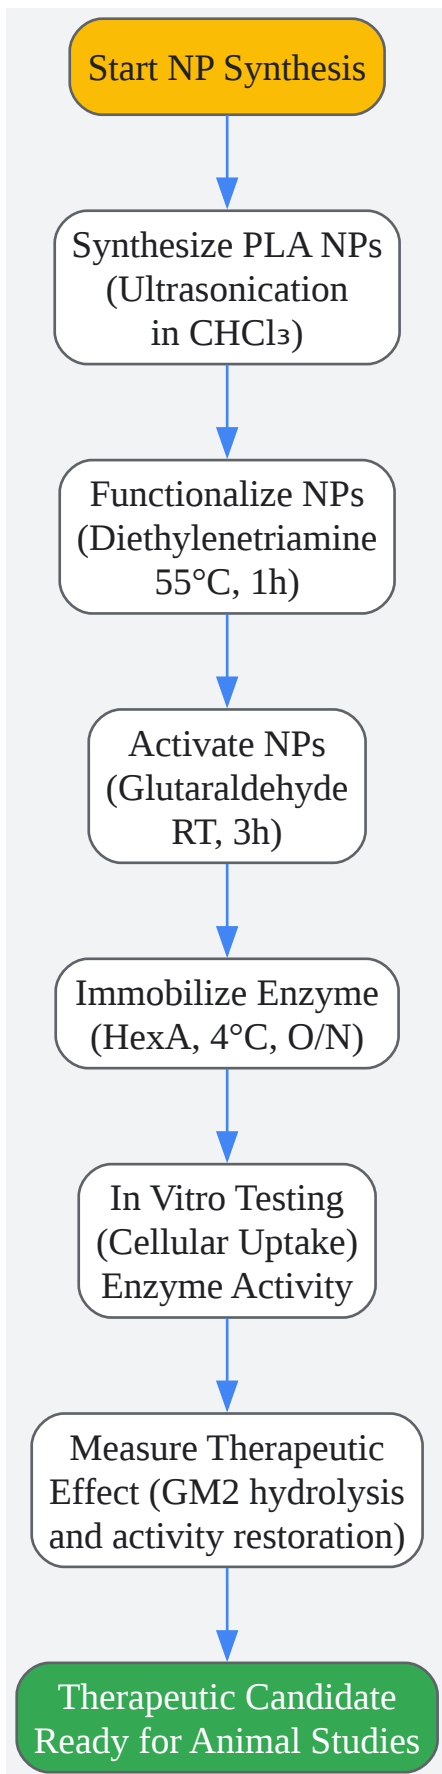 Start NP Synthesis
Synthesize PLA NPs
(Ultrasonication
in CHCl₃)
Functionalize NPs
(Diethylenetriamine
55°C, 1h)
Activate NPs
(Glutaraldehyde
RT, 3h)
Immobilize Enzyme
(HexA, 4°C, O/N)
In Vitro Testing
(Cellular Uptake)
Enzyme Activity
Measure Therapeutic
Effect (GM2 hydrolysis
and activity restoration)
Therapeutic Candidate
Ready for Animal Studies